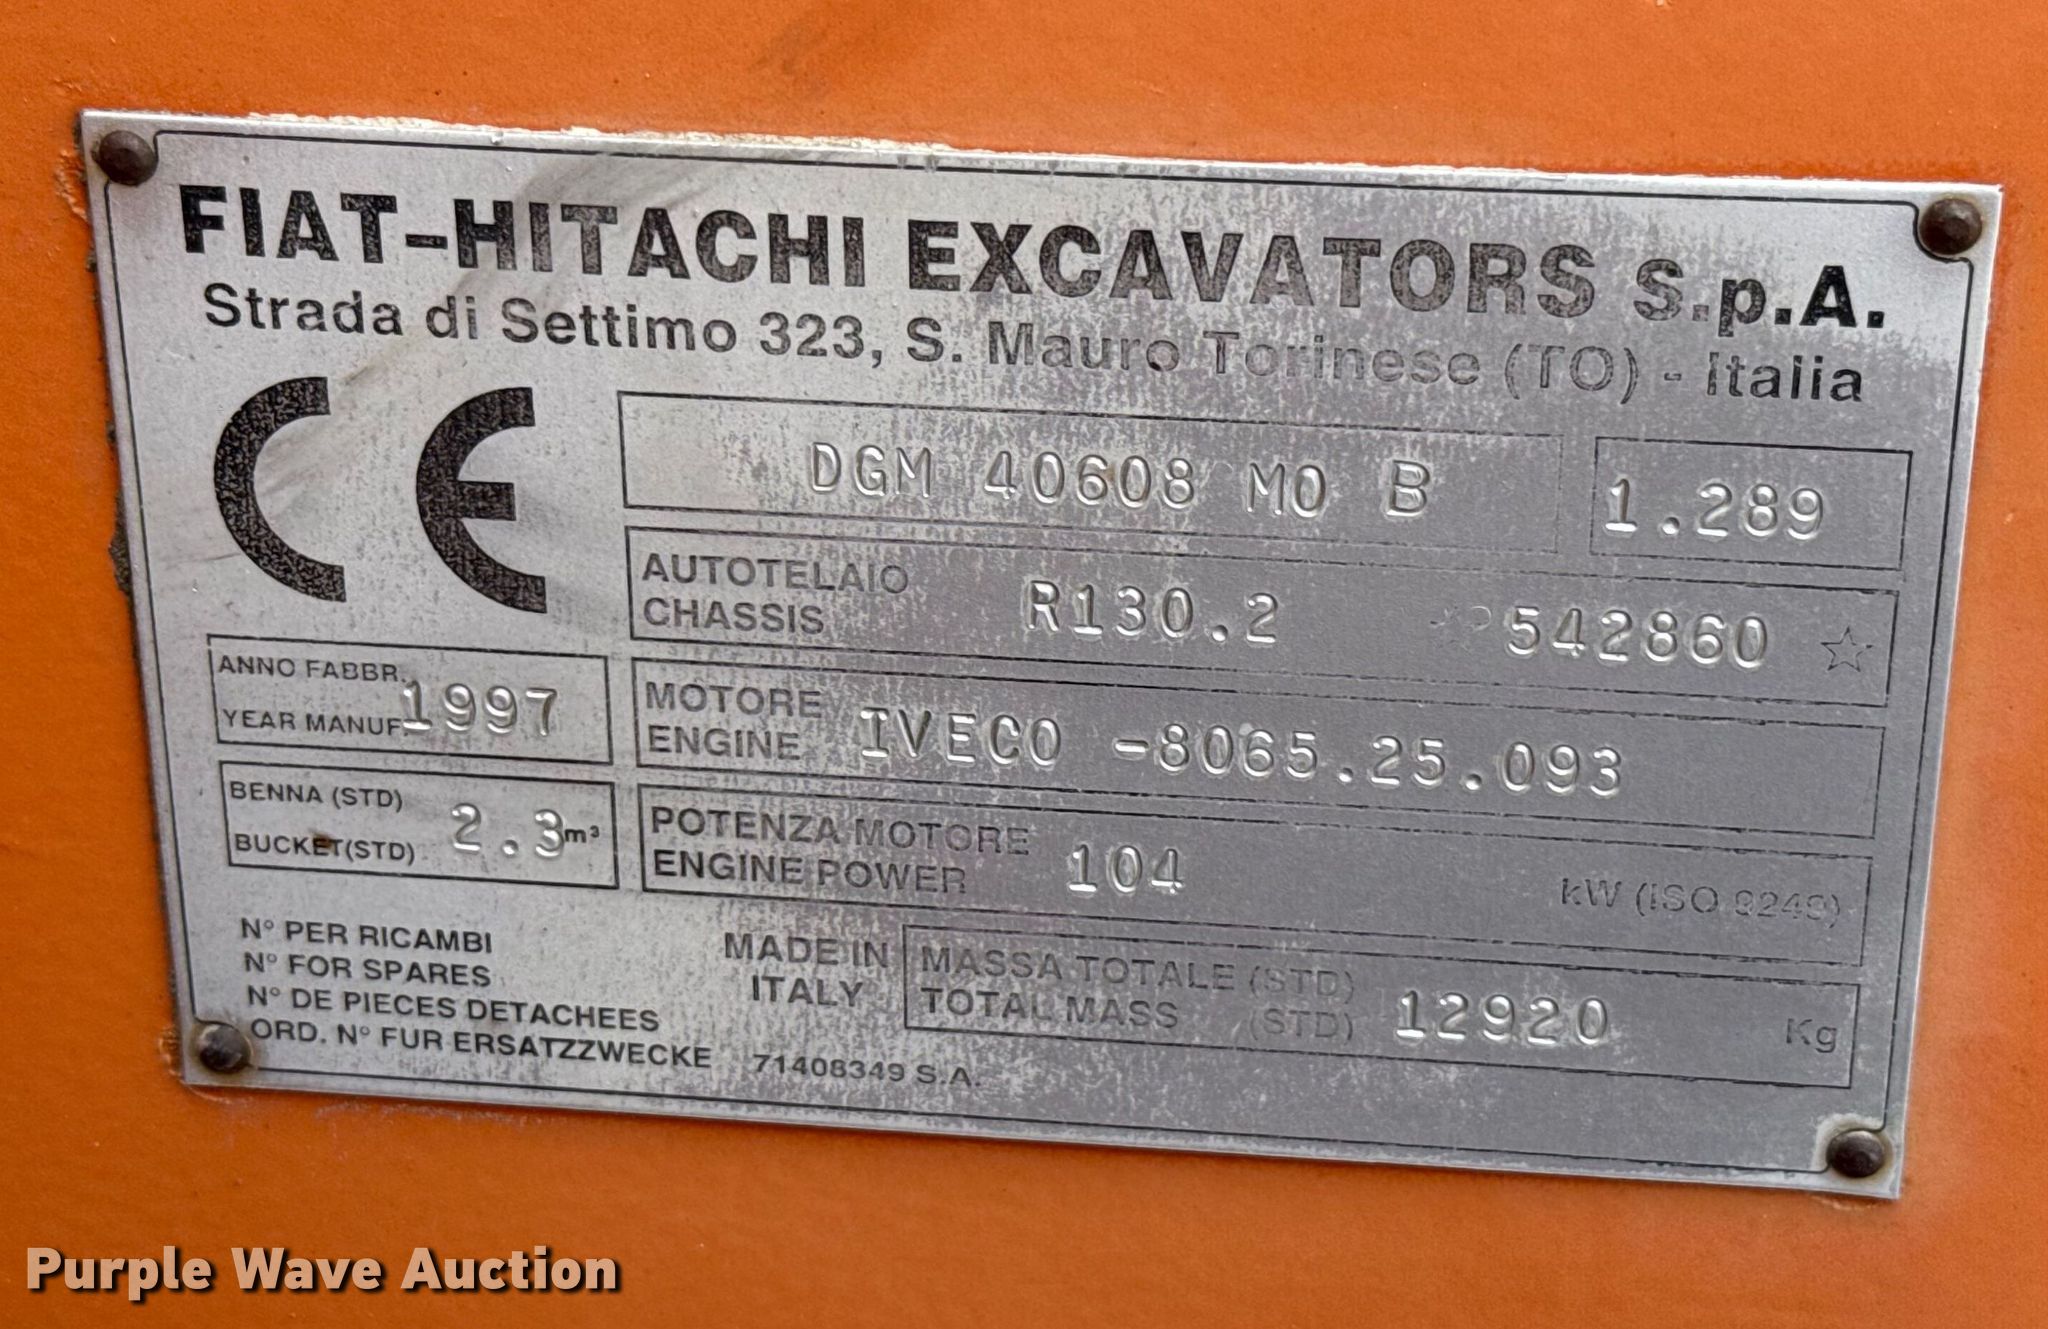 FIAT-HITACHI EXCAVATORS S.p.A.
Strada di Settimo 323, S. Mauro Torinese (TO) - Italia
CE
DGM 40608 MO B 1.289
AUTOTELAIO
CHASSIS R130.2 542860
ANNO FABBR.
YEAR MANUF. 1997
MOTORE
ENGINE IVECO -8065.25.093
BENNA (STD)
BUCKET(STD) 2.3 m³
POTENZA MOTORE
ENGINE POWER 104 kW (ISO 9249)
N° PER RICAMBI
N° FOR SPARES
N° DE PIECES DETACHEES
ORD. N° FUR ERSATZZWECKE 71408349 S.A.
MADE IN
ITALY
MASSA TOTALE (STD)
TOTAL MASS (STD) 12920 Kg
Purple Wave Auction